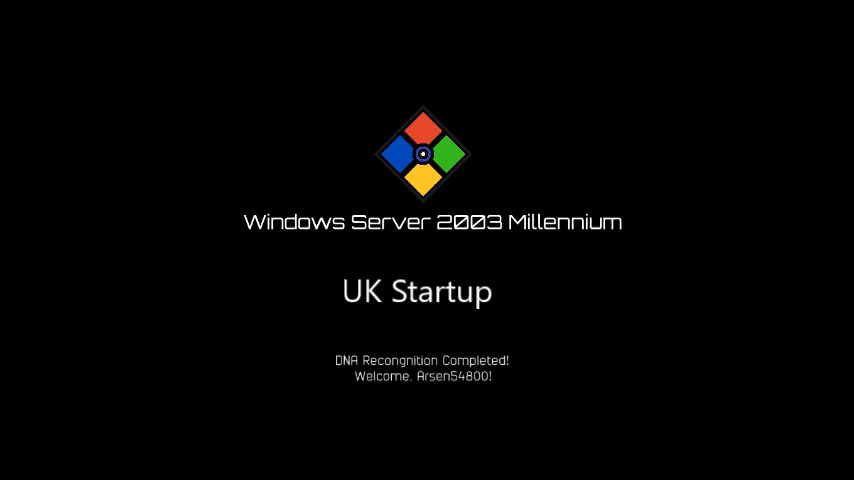 Windows Server 2003 Millennium
UK Startup
DNA Recongnition Completed!
Welcome, Arsen54800!